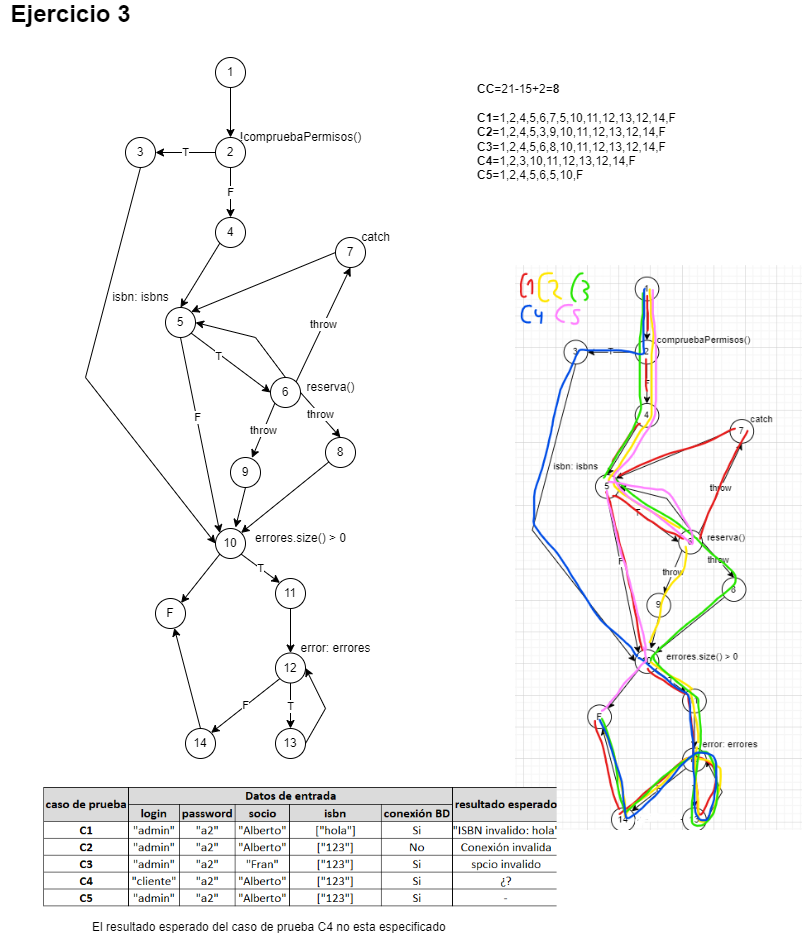 Ejercicio 3
1
CC=21-15+2=8
!compruebaPermisos()
3
T
2
C1=1,2,4,5,6,7,5,10,11,12,13,12,14,F
C2=1,2,4,5,3,9,10,11,12,13,12,14,F
C3=1,2,4,5,6,8,10,11,12,13,12,14,F
C4=1,2,3,10,11,12,13,12,14,F
C5=1,2,4,5,6,5,10,F
F
4
catch
7
isbn: isbns
5
throw
T
6
reserva()
throw
F
throw
8
9
10
errores.size() > 0
T
11
F
error: errores
12
F
T
14
13
C1 C2 C3
C4 C5
compruebaPermisos()
3
T
2
F
4
catch
7
isbn: isbns
5
throw
T
reserva()
throw
F
throw
8
9
errores.size() > 0
F
error: errores
14
caso de prueba Datos de entrada resultado esperado
login password socio isbn conexión BD
C1 "admin" "a2" "Alberto" ["hola"] Si "ISBN invalido: hola"
C2 "admin" "a2" "Alberto" ["123"] No Conexión invalida
C3 "admin" "a2" "Fran" ["123"] Si spcio invalido
C4 "cliente" "a2" "Alberto" ["123"] Si ¿?
C5 "admin" "a2" "Alberto" ["123"] Si -
El resultado esperado del caso de prueba C4 no esta especificado